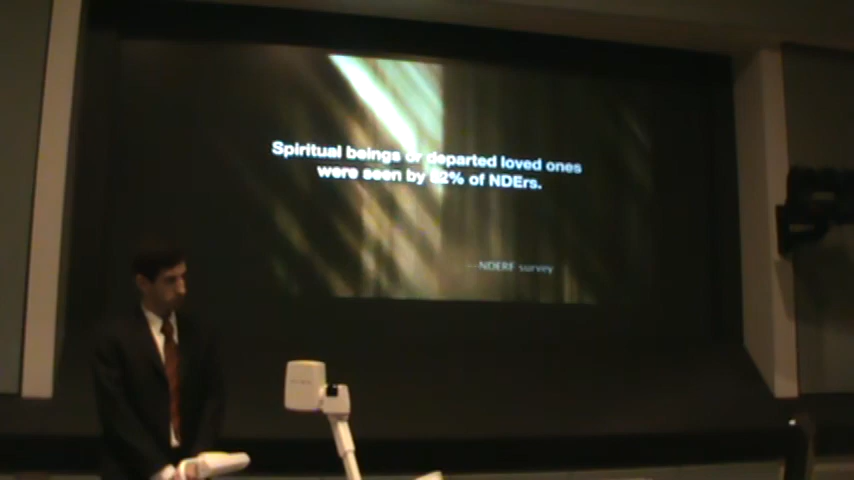 Spiritual beings or departed loved ones
were seen by of NDErs.
—NDERF survey